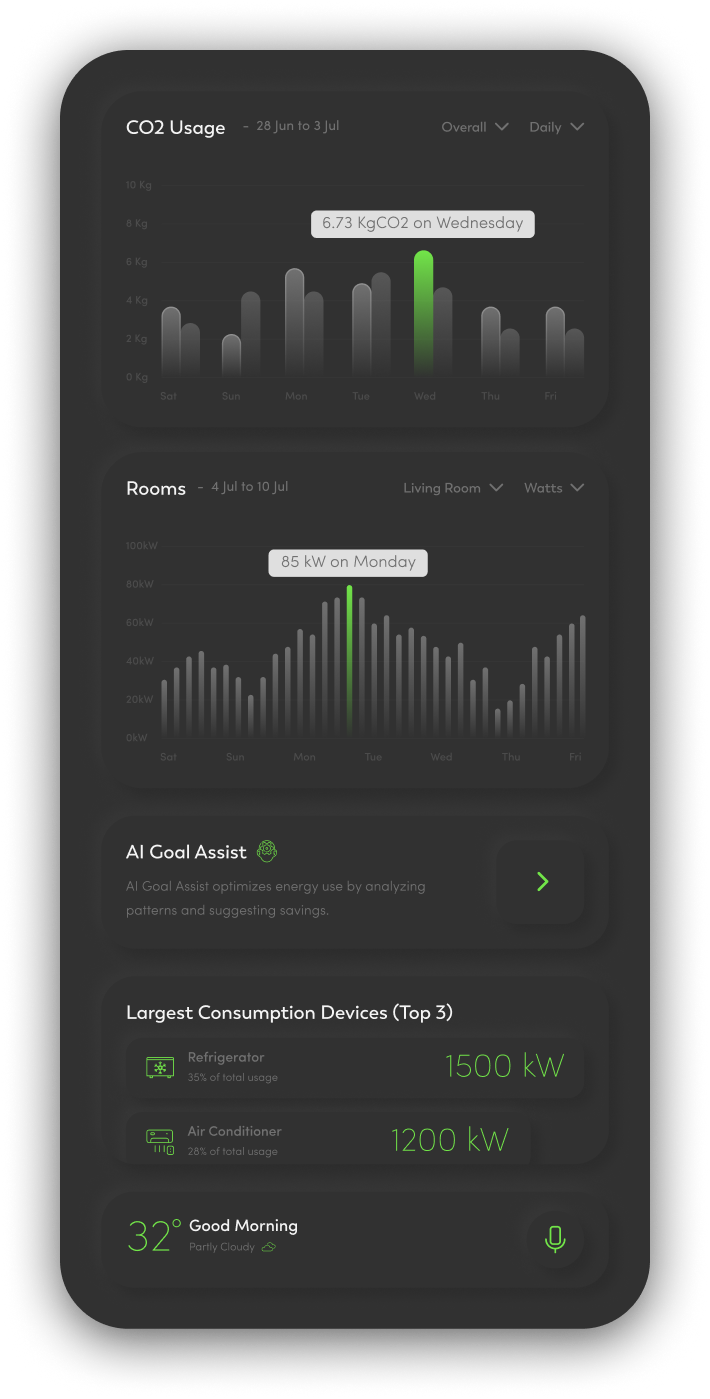 CO2 Usage - 28 Jun to 3 Jul Overall Daily
10 Kg
8 Kg
6.73 KgCO2 on Wednesday
6 Kg
4 Kg
2 Kg
0 Kg
Sat Sun Mon Tue Wed Thu Fri
Rooms - 4 Jul to 10 Jul Living Room Watts
100kW
85 kW on Monday
80kW
60kW
40kW
20kW
0kW
Sat Sun Mon Tue Wed Thu Fri
AI Goal Assist
AI Goal Assist optimizes energy use by analyzing
patterns and suggesting savings.
Largest Consumption Devices (Top 3)
Refrigerator
35% of total usage
1500 kW
Air Conditioner
28% of total usage
1200 kW
32° Good Morning
Partly Cloudy